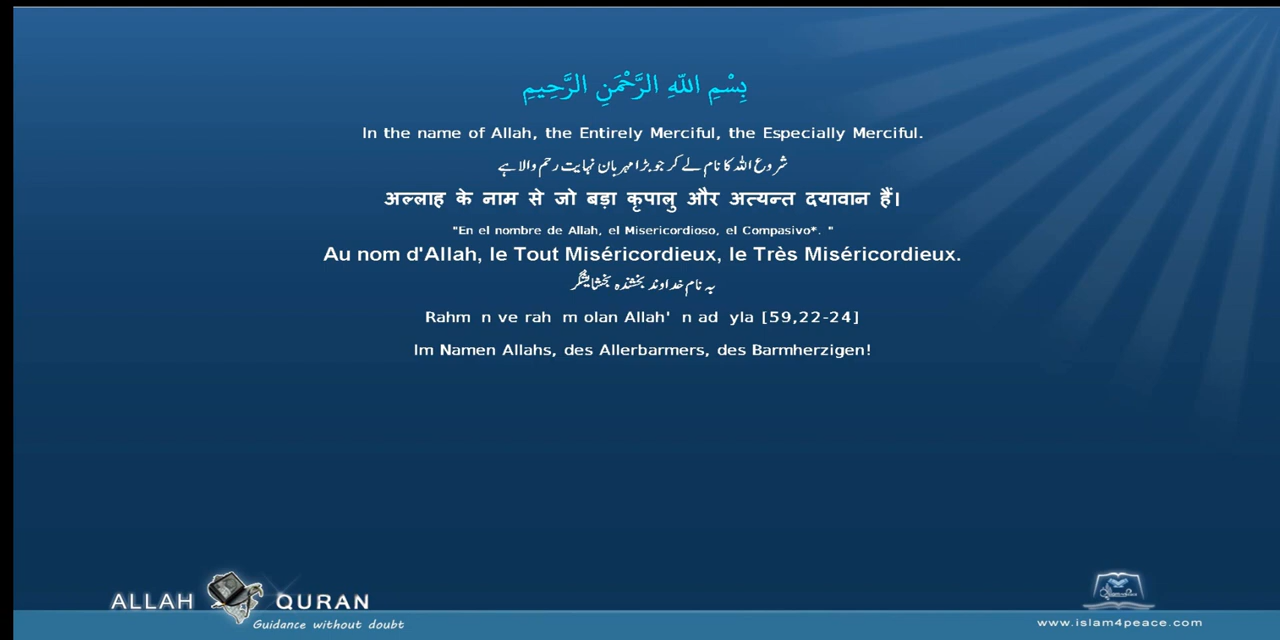 بِسْمِ اللّٰهِ الرَّحْمَنِ الرَّحِيمِ
In the name of Allah, the Entirely Merciful, the Especially Merciful.
شروع الله کا نام لے کر جو بڑا مہربان نہایت رحم والا ہے
अल्लाह के नाम से जो बड़ा कृपालु और अत्यन्त दयावान हैं।
"En el nombre de Allah, el Misericordioso, el Compasivo*. "
Au nom d'Allah, le Tout Miséricordieux, le Très Miséricordieux.
به نام خداوند بخشنده بخشایشگر
Rahm n ve rah m olan Allah' n ad yla [59,22-24]
Im Namen Allahs, des Allerbarmers, des Barmherzigen!
ALLAH QURAN
Guidance without doubt
www.islam4peace.com